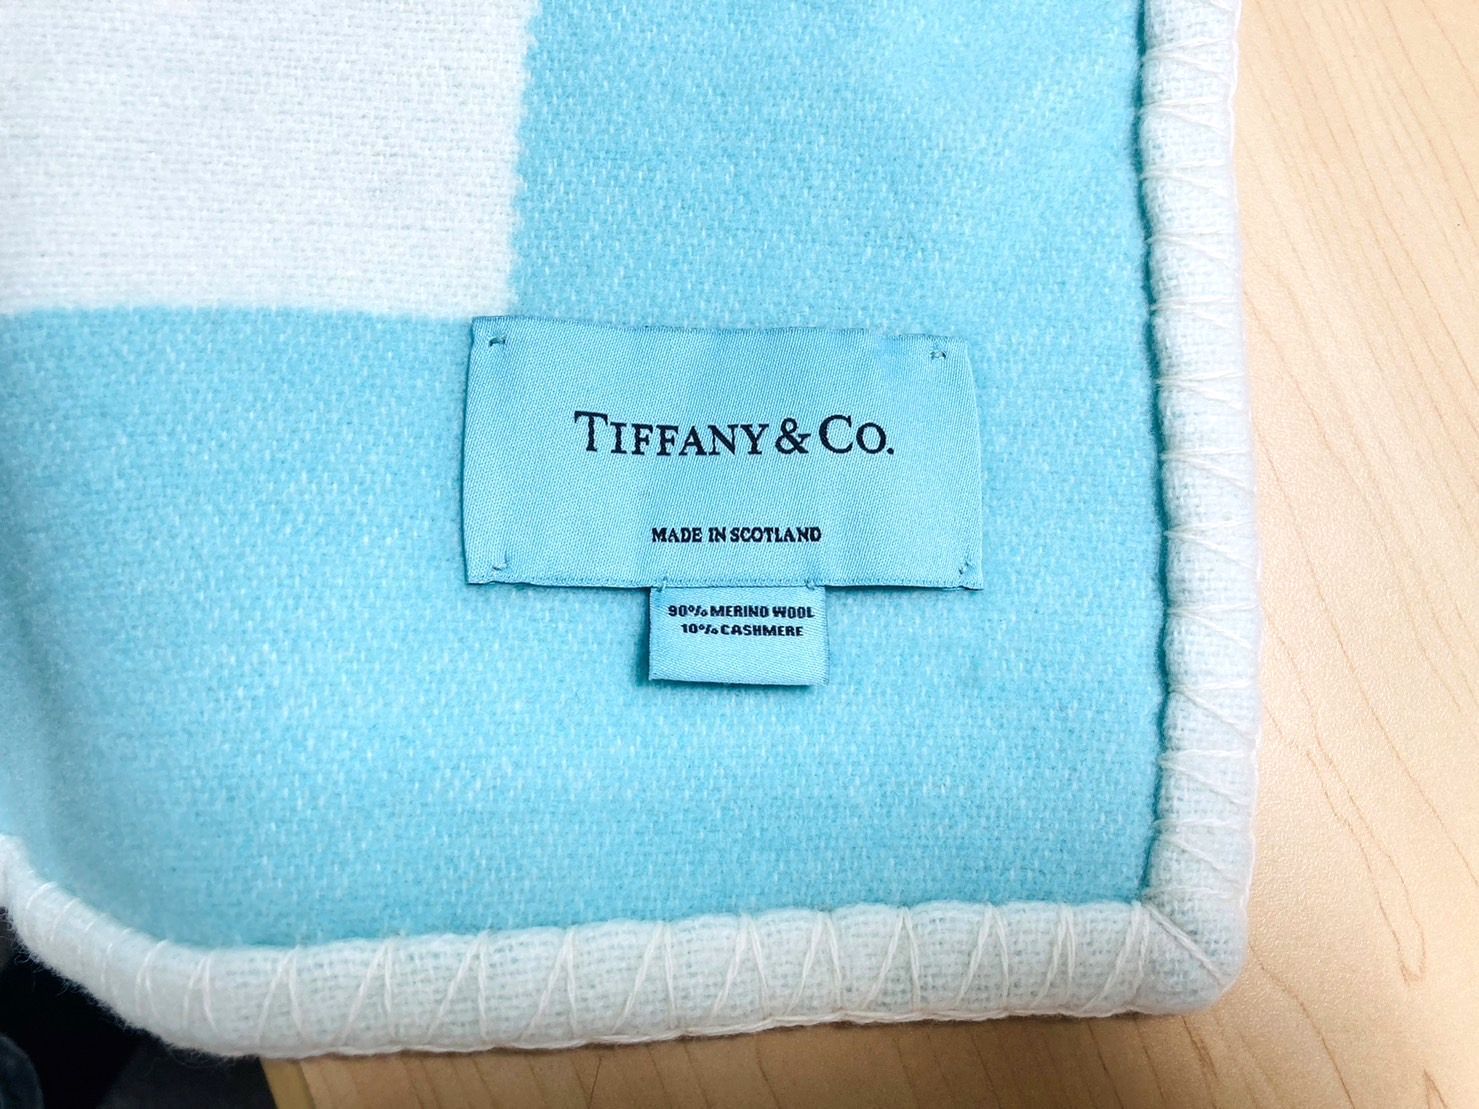 TIFFANY & CO.
MADE IN SCOTLAND
90% MERINO WOOL
10% CASHMERE